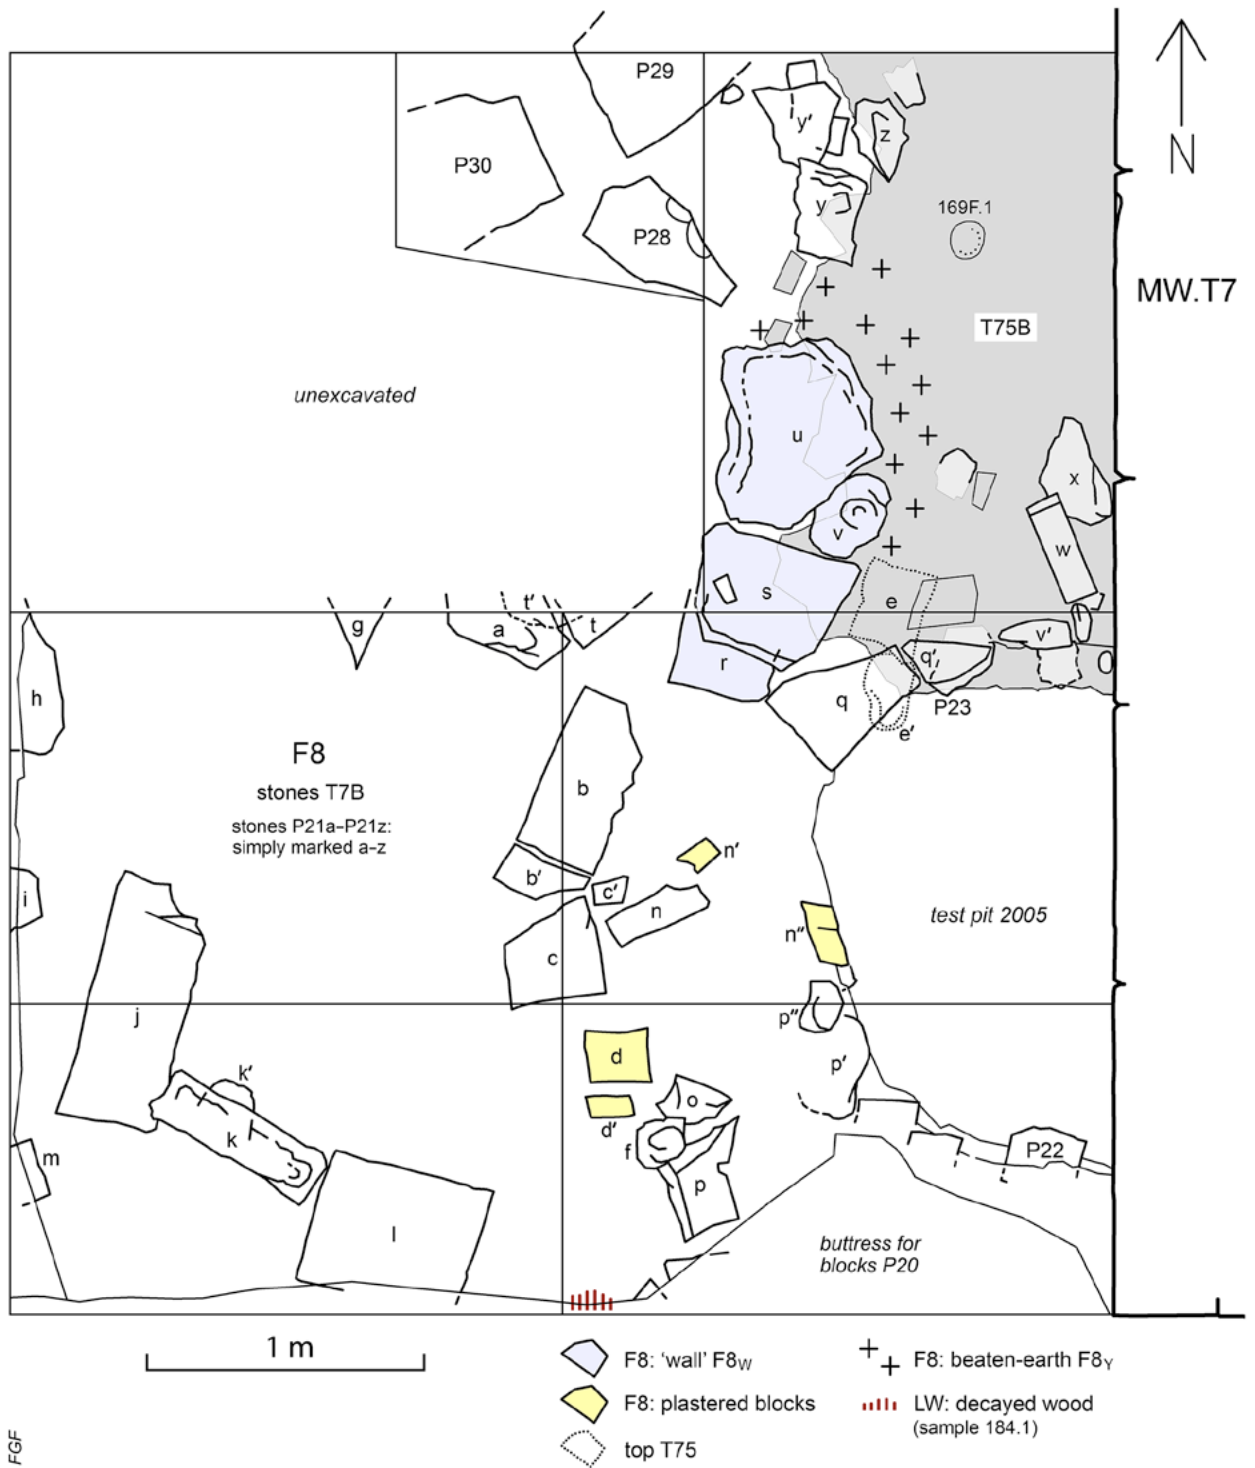 P29
P30
y'
z
N
y
169F.1
P28
MW.T7
T75B
unexcavated
u
x
v
w
s
e
t'
g
a
t
v'
r
q'
h
q
P23
e'
F8
b
stones T7B
stones P21a–P21z:
simply marked a–z
n'
b'
c'
i
n
test pit 2005
n"
c
j
p"
d
p'
k'
o
d'
k
f
m
P22
p
l
buttress for
blocks P20
1 m
F8: 'wall' F8W
F8: beaten-earth F8Y
F8: plastered blocks
LW: decayed wood
(sample 184.1)
top T75
FGF